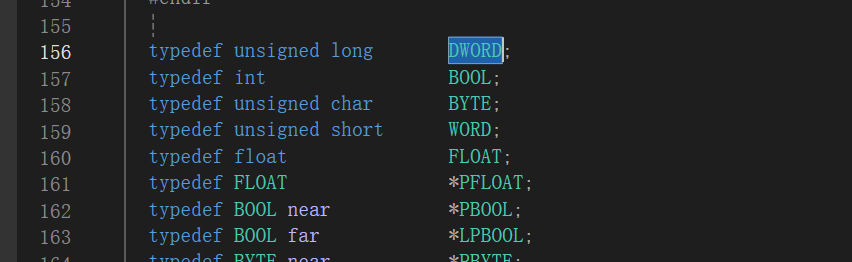 154 #endif
155
156 typedef unsigned long DWORD;
157 typedef int BOOL;
158 typedef unsigned char BYTE;
159 typedef unsigned short WORD;
160 typedef float FLOAT;
161 typedef FLOAT *PFLOAT;
162 typedef BOOL near *PBOOL;
163 typedef BOOL far *LPBOOL;
164 typedef BYTE near *PBYTE;